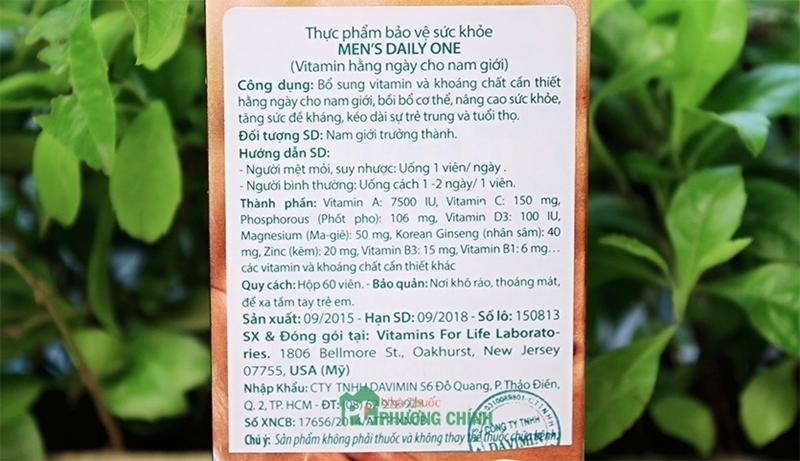 Thực phẩm bảo vệ sức khỏe
MEN'S DAILY ONE
(Vitamin hằng ngày cho nam giới)
Công dụng: Bổ sung vitamin và khoáng chất cần thiết
hằng ngày cho nam giới, bồi bổ cơ thể, nâng cao sức khỏe,
tăng sức đề kháng, kéo dài sự trẻ trung và tuổi thọ.
Đối tượng SD: Nam giới trưởng thành.
Hướng dẫn SD:
- Người mệt mỏi, suy nhược: Uống 1 viên/ ngày .
- Người bình thường: Uống cách 1 -2 ngày/ 1 viên.
Thành phần: Vitamin A: 7500 IU, Vitamin C: 150 mg,
Phosphorous (Phốt pho): 106 mg, Vitamin D3: 100 IU,
Magnesium (Ma-giê): 50 mg, Korean Ginseng (nhân sâm): 40
mg, Zinc (kẽm): 20 mg, Vitamin B3: 15 mg, Vitamin B1: 6 mg...
các vitamin và khoáng chất cần thiết khác
Quy cách: Hộp 60 viên. - Bảo quản: Nơi khô ráo, thoáng mát,
để xa tầm tay trẻ em.
Sản xuất: 09/2015 - Hạn SD: 09/2018 - Số lô: 150813
SX & Đóng gói tại: Vitamins For Life Laborato-
ries. 1806 Bellmore St., Oakhurst, New Jersey
07755, USA (Mỹ)
Nhập Khẩu: CTY TNHH DAVIMIN 56 Đỗ Quang, P. Thảo Điền,
Q. 2, TP. HCM - ĐT:
Nhà Thuốc
PHƯƠNG CHÍNH
Số XNCB: 17656/2014/ATTP-XNCB
Chú ý: Sản phẩm không phải thuốc và không thay thế thuốc chữa bệnh.
CÔNG TY TNHH
DAVIMIN